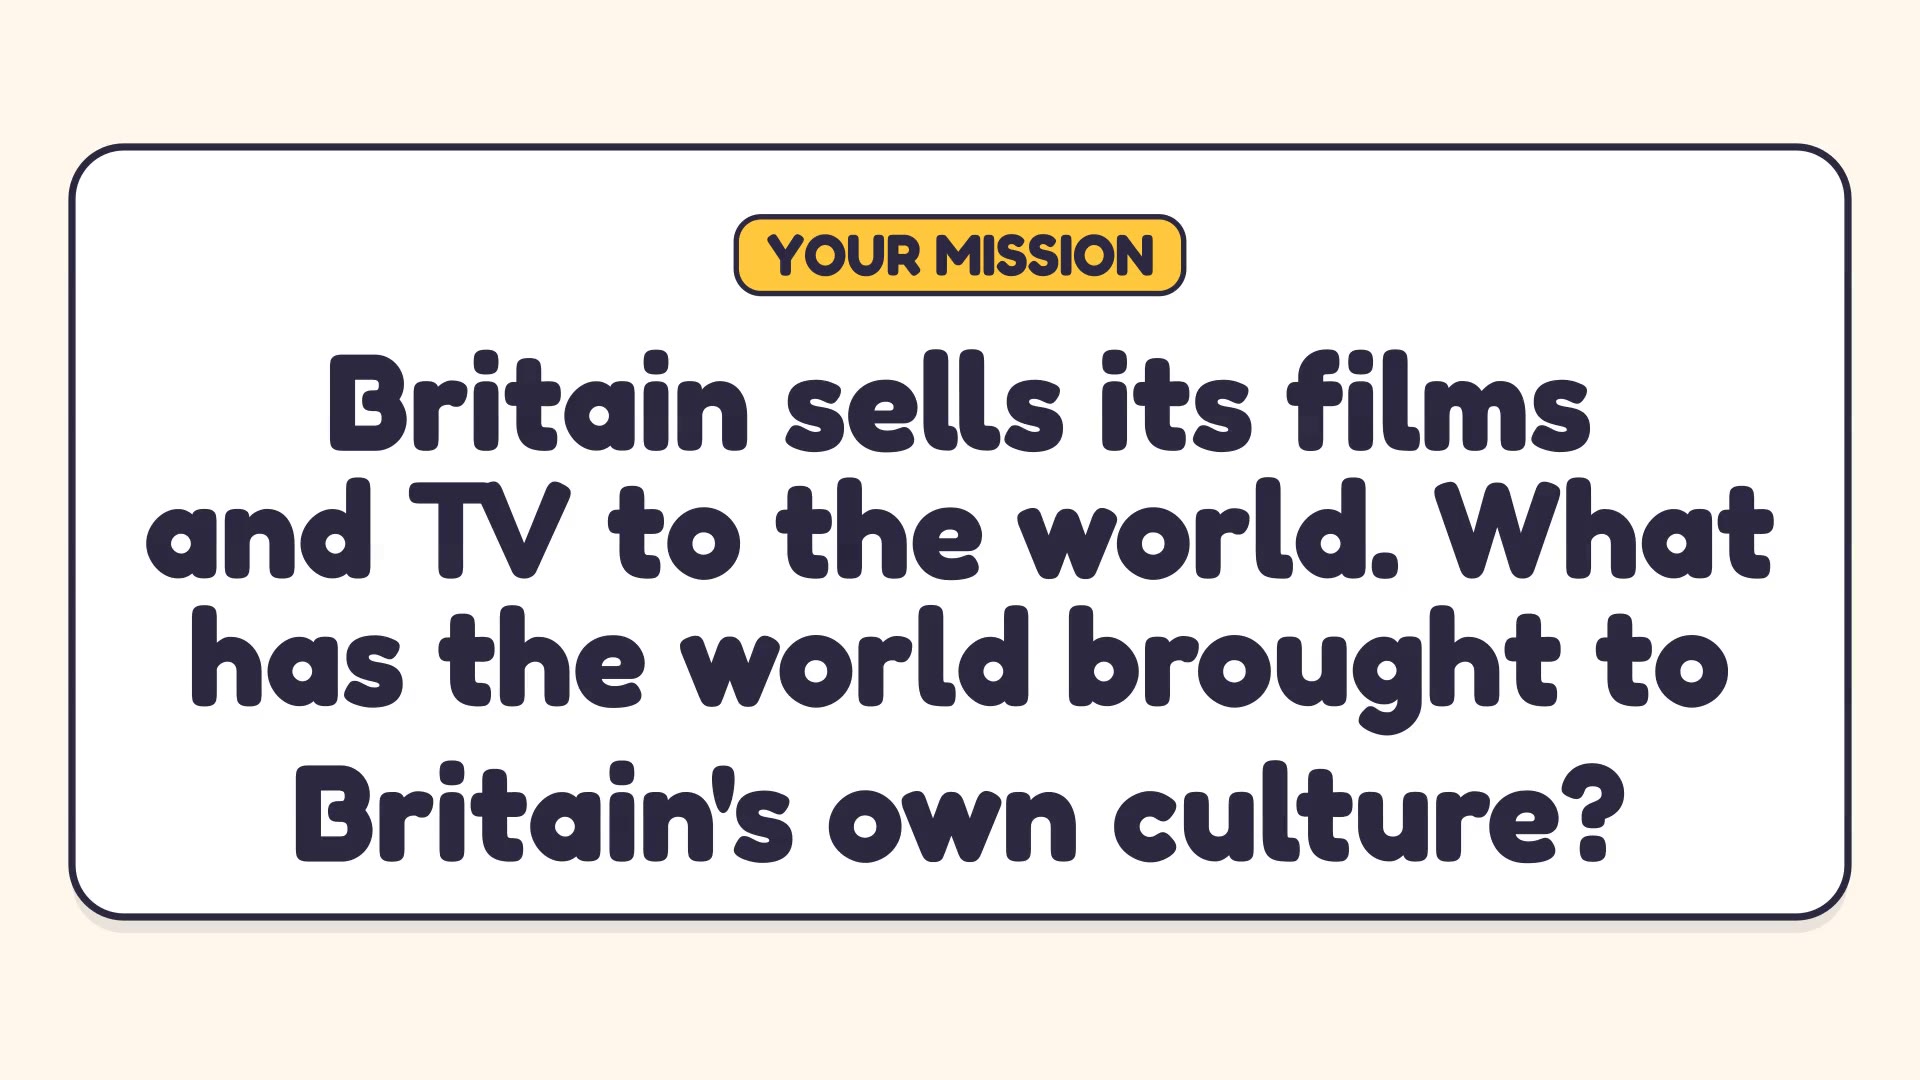 YOUR MISSION
Britain sells its films
and TV to the world. What
has the world brought to
Britain's own culture?